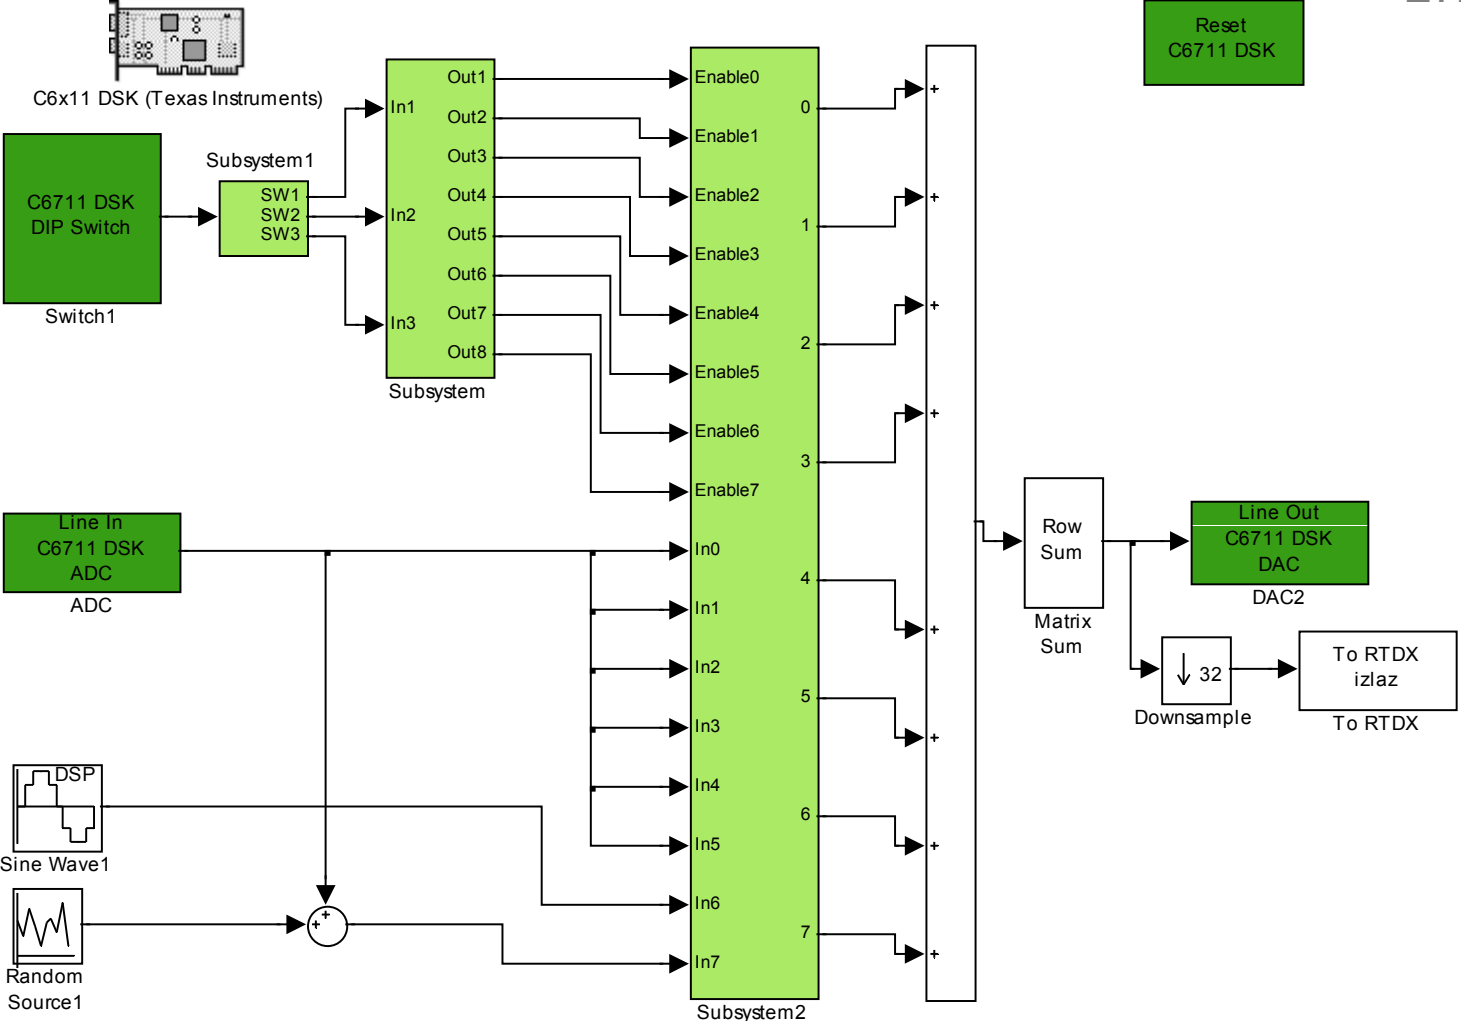 C6x11 DSK (Texas Instruments)
Reset
C6711 DSK
C6711 DSK
DIP Switch
Switch1
Subsystem1
SW1
SW2
SW3
In1
In2
In3
Out1
Out2
Out3
Out4
Out5
Out6
Out7
Out8
Subsystem
Enable0
Enable1
Enable2
Enable3
Enable4
Enable5
Enable6
Enable7
In0
In1
In2
In3
In4
In5
In6
In7
0
1
2
3
4
5
6
7
Subsystem2
+
+
+
+
+
+
+
+
Line In
C6711 DSK
ADC
ADC
DSP
Sine Wave1
Random
Source1
+
+
Row
Sum
Matrix
Sum
Line Out
C6711 DSK
DAC
DAC2
32
Downsample
To RTDX
izlaz
To RTDX